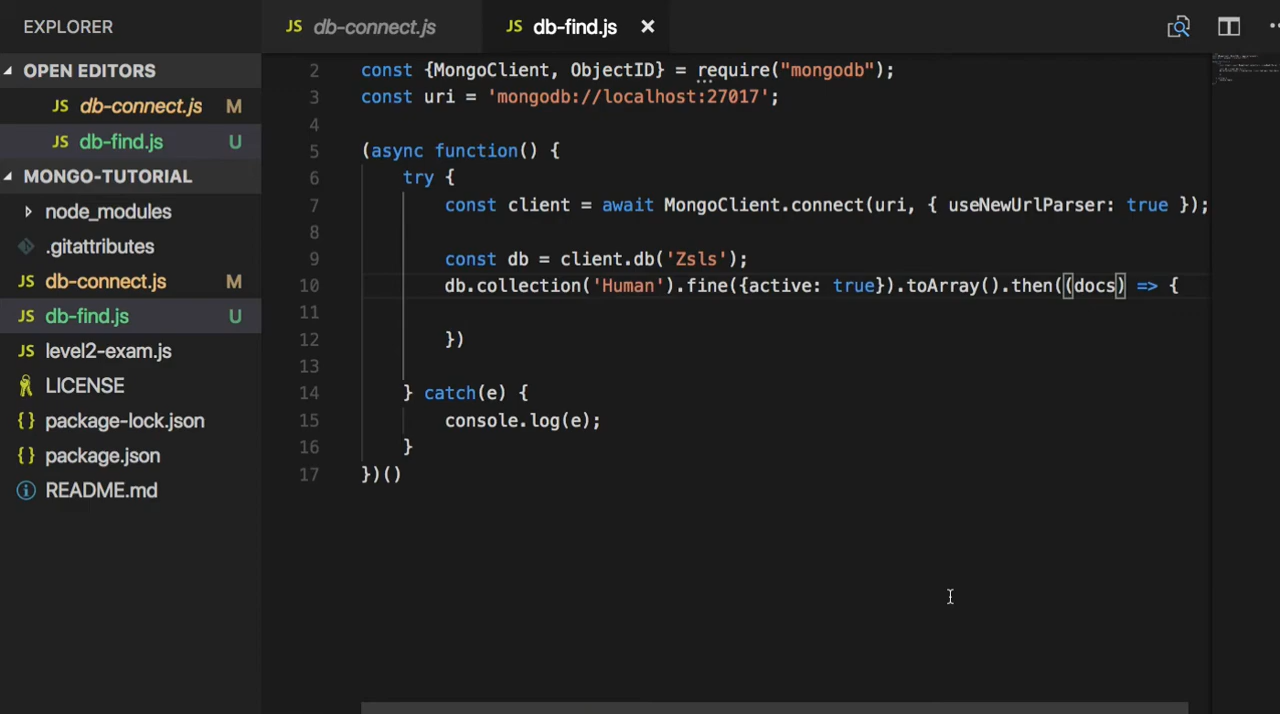 EXPLORER
OPEN EDITORS
JS db-connect.js M
JS db-find.js U
MONGO-TUTORIAL
node_modules
.gitattributes
JS db-connect.js M
JS db-find.js U
JS level2-exam.js
LICENSE
{} package-lock.json
{} package.json
README.md
JS db-connect.js JS db-find.js ×
2 const {MongoClient, ObjectID} = require("mongodb");
3 const uri = 'mongodb://localhost:27017';
4
5 (async function() {
6 try {
7 const client = await MongoClient.connect(uri, { useNewUrlParser: true });
8
9 const db = client.db('Zsls');
10 db.collection('Human').fine({active: true}).toArray().then((docs) => {
11
12 })
13
14 } catch(e) {
15 console.log(e);
16 }
17 })()